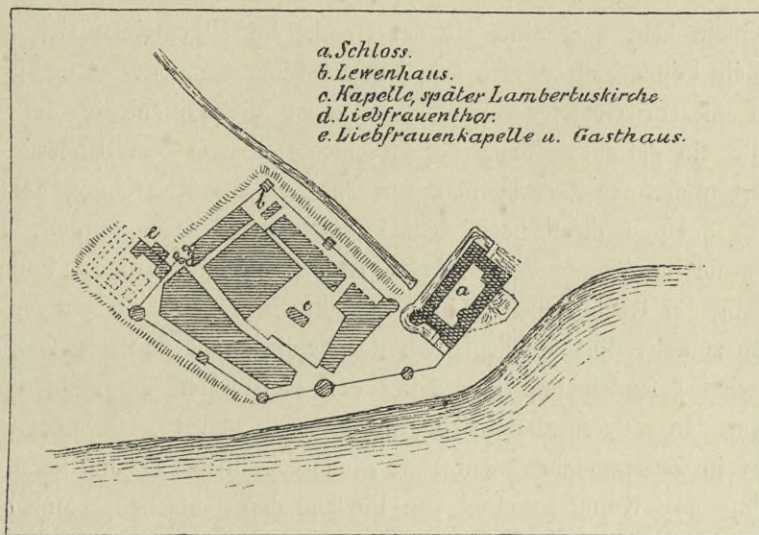 a. Schloss.
b. Lewenhaus.
c. Kapelle, später Lambertuskirche
d. Liebfrauenthor.
e. Liebfrauenkapelle u. Gasthaus.
b
e
d
c
a